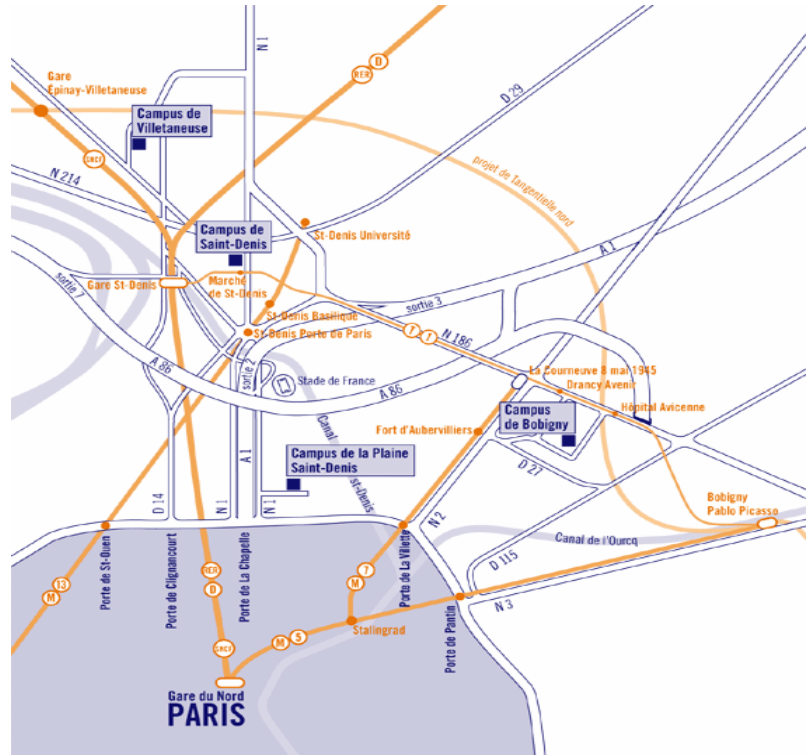 N 1
D
RER
Gare
Épinay-Villetaneuse
D 29
Campus de
Villetaneuse
SNCF
projet de Tangentielle nord
N 214
Campus de
Saint-Denis
St-Denis Université
A 1
sortie 7
Gare St-Denis
Marché
de St-Denis
sortie 3
St-Denis Basilique
T 1
St-Denis Porte de Paris
N 186
A 86
sortie 2
La Courneuve 8 mai 1945
Stade de France
A 86
Drancy Avenir
Campus
de Bobigny
Hôpital Avicenne
Fort d'Aubervilliers
Campus de la Plaine
Saint-Denis
Canal St-Denis
D 27
A 1
D 14
N 1
N 1
N 2
Bobigny
Pablo Picasso
Canal de l'Ourcq
D 115
Porte de St-Ouen
Porte de Clignancourt
Porte de La Chapelle
Porte de La Villette
Porte de Pantin
N 3
13
M
RER
D
7
M
M 5
Stalingrad
SNCF
Gare du Nord
PARIS